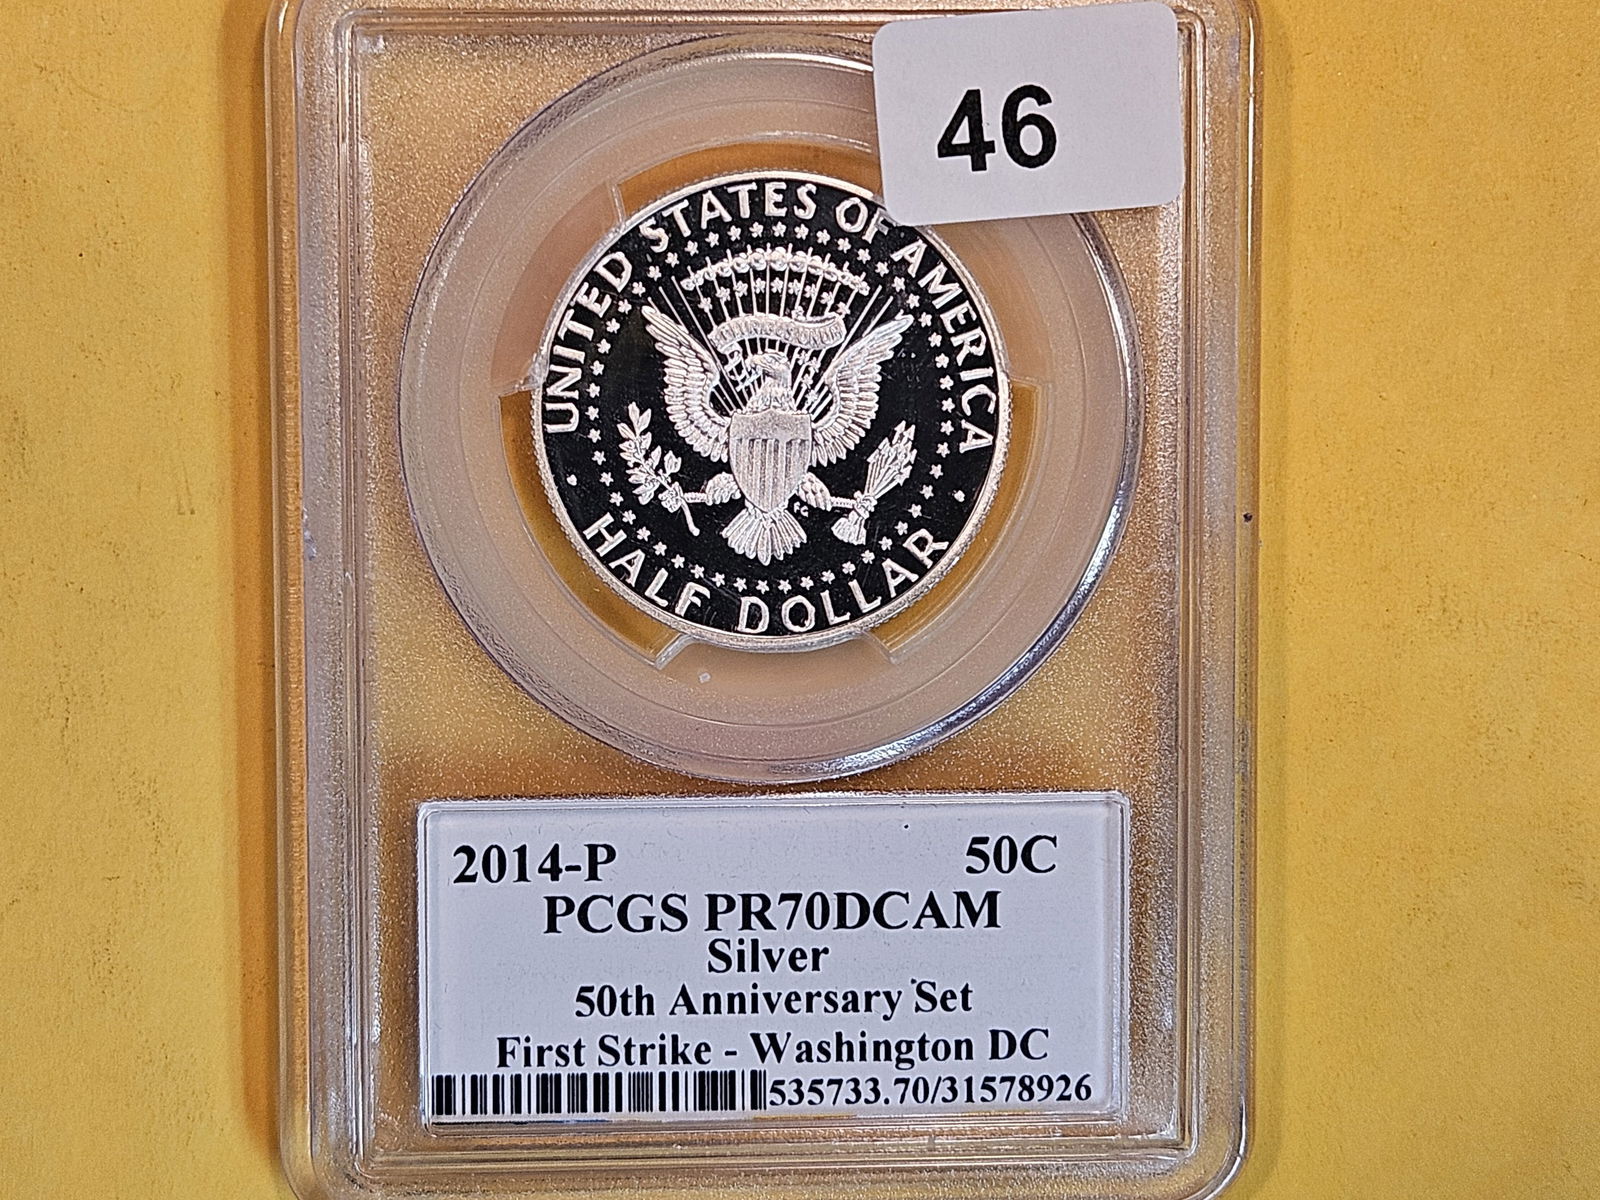 46
UNITED STATES OF AMERICA
FG
HALF DOLLAR
2014-P 50C
PCGS PR70DCAM
Silver
50th Anniversary Set
First Strike - Washington DC
535733.70/31578926